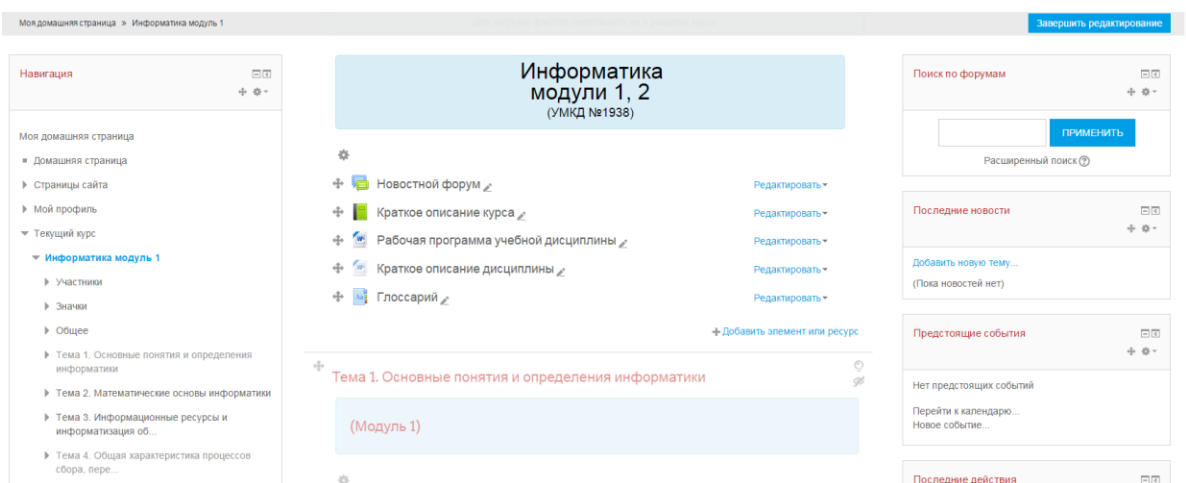 Моя домашняя страница » Информатика модуль 1
Завершить редактирование
Навигация
Моя домашняя страница
Домашняя страница
Страницы сайта
Мой профиль
Текущий курс
Информатика модуль 1
Участники
Значки
Общее
Тема 1. Основные понятия и определения
информатики
Тема 2. Математические основы информатики
Тема 3. Информационные ресурсы и
информатизация об...
Тема 4. Общая характеристика процессов
сбора, пере...
Информатика
модули 1, 2
(УМКД №1938)
Новостной форум
Редактировать
Краткое описание курса
Редактировать
Рабочая программа учебной дисциплины
Редактировать
Краткое описание дисциплины
Редактировать
Глоссарий
Редактировать
Добавить элемент или ресурс
Тема 1. Основные понятия и определения информатики
(Модуль 1)
Поиск по форумам
ПРИМЕНИТЬ
Расширенный поиск
Последние новости
Добавить новую тему...
(Пока новостей нет)
Предстоящие события
Нет предстоящих событий
Перейти к календарю...
Новое событие...
Последние действия